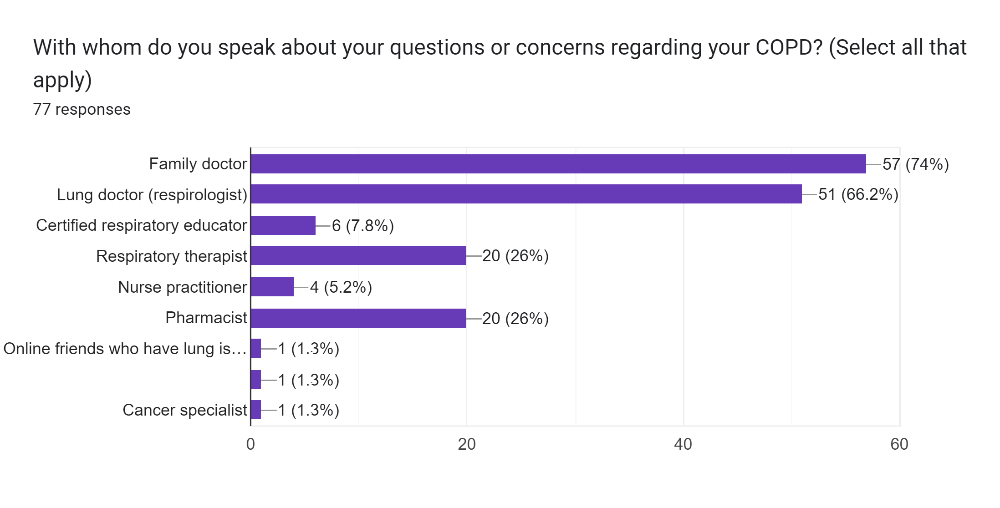 With whom do you speak about your questions or concerns regarding your COPD? (Select all that
apply)
77 responses
Family doctor 57 (74%)
Lung doctor (respirologist) 51 (66.2%)
Certified respiratory educator 6 (7.8%)
Respiratory therapist 20 (26%)
Nurse practitioner 4 (5.2%)
Pharmacist 20 (26%)
Online friends who have lung is… 1 (1.3%)
1 (1.3%)
Cancer specialist 1 (1.3%)
0 20 40 60